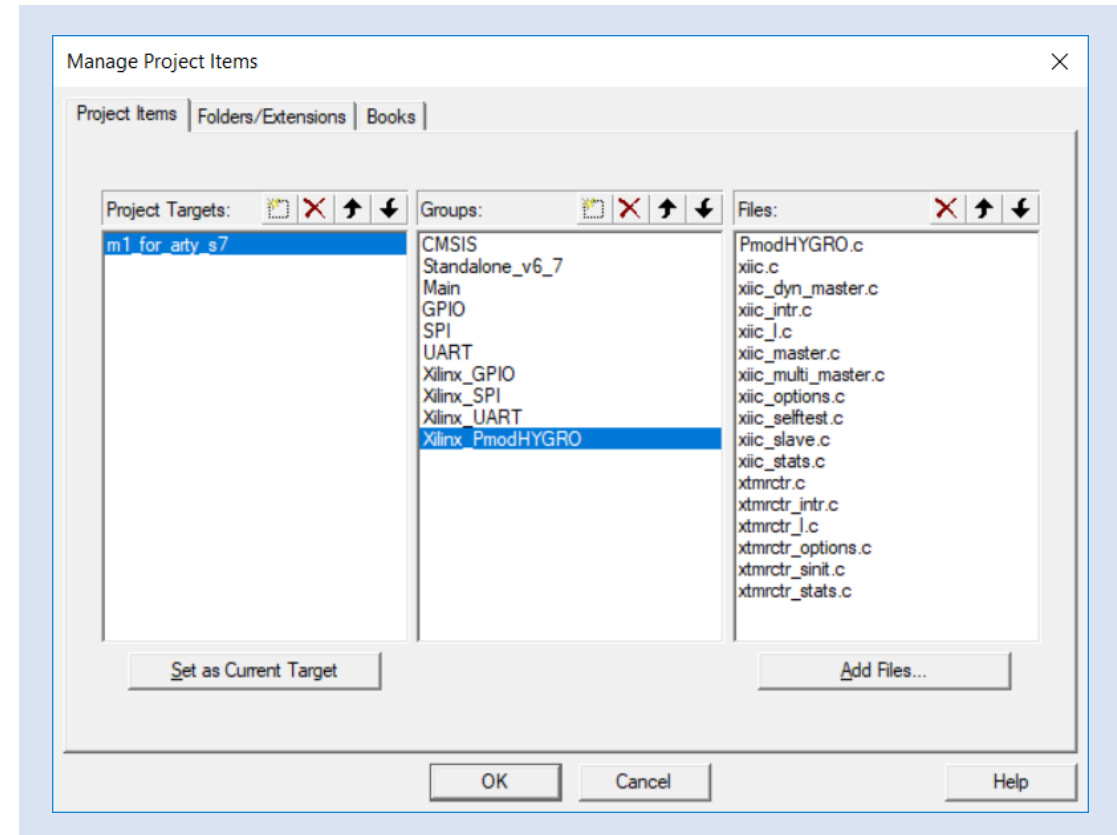 Manage Project Items
Project Items Folders/Extensions Books
Project Targets:
m1_for_arty_s7
Set as Current Target
Groups:
CMSIS
Standalone_v6_7
Main
GPIO
SPI
UART
Xilinx_GPIO
Xilinx_SPI
Xilinx_UART
Xilinx_PmodHYGRO
Files:
PmodHYGRO.c
xiic.c
xiic_dyn_master.c
xiic_intr.c
xiic_l.c
xiic_master.c
xiic_multi_master.c
xiic_options.c
xiic_selftest.c
xiic_slave.c
xiic_stats.c
xtmrctr.c
xtmrctr_intr.c
xtmrctr_l.c
xtmrctr_options.c
xtmrctr_sinit.c
xtmrctr_stats.c
Add Files...
OK Cancel Help